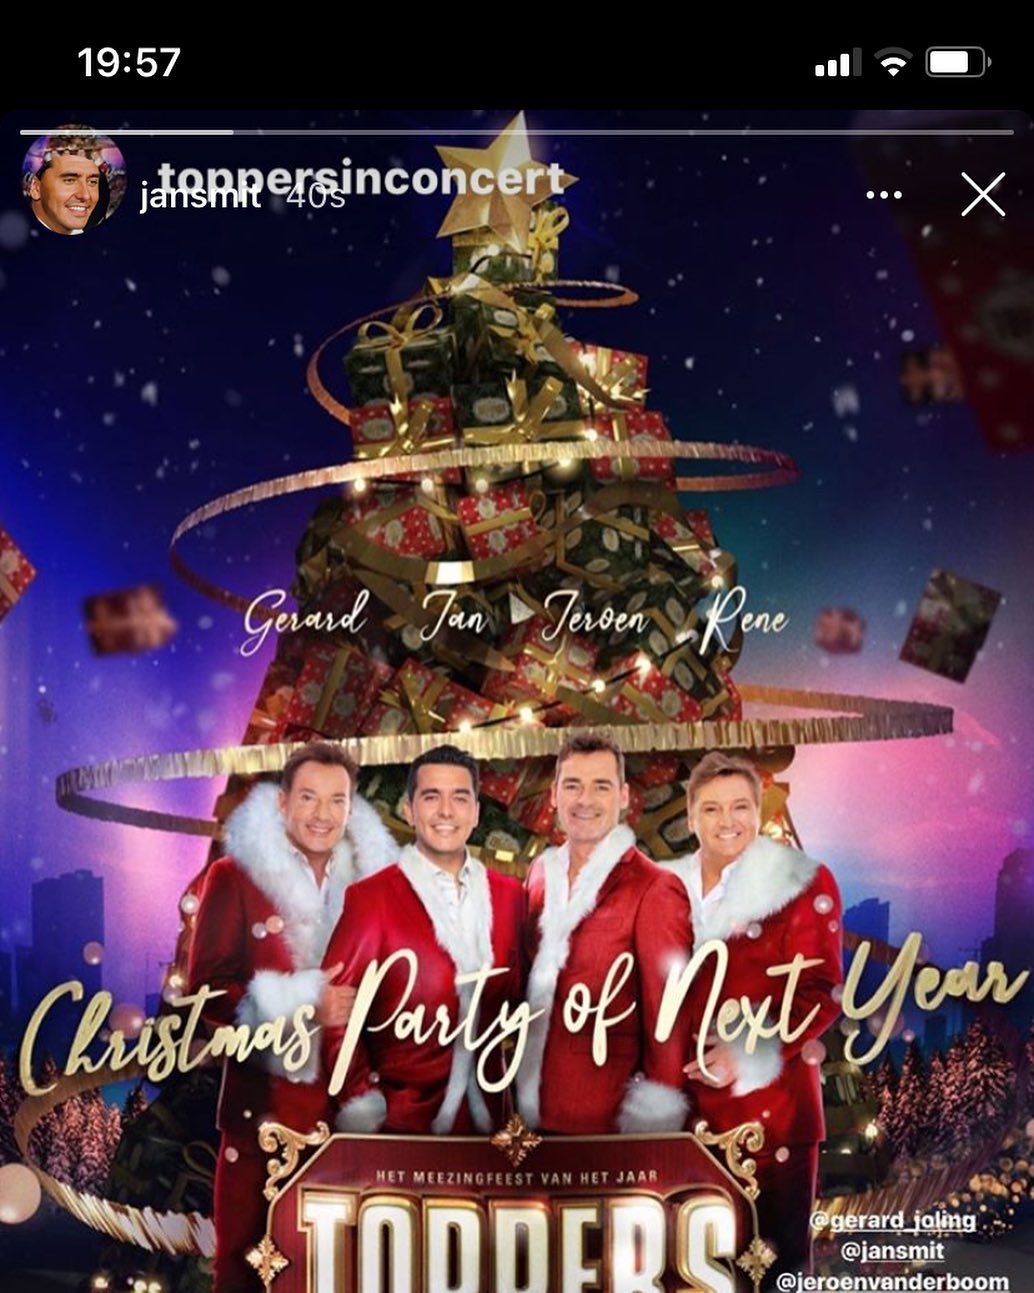 19:57
toppersinconcert
jansmit 40s
Gerard Jan Jeroen Rene
Christmas Party of Next Year
HET MEEZINGFEEST VAN HET JAAR
TOPPERS
@gerard_joling
@jansmit
@jeroenvanderboom